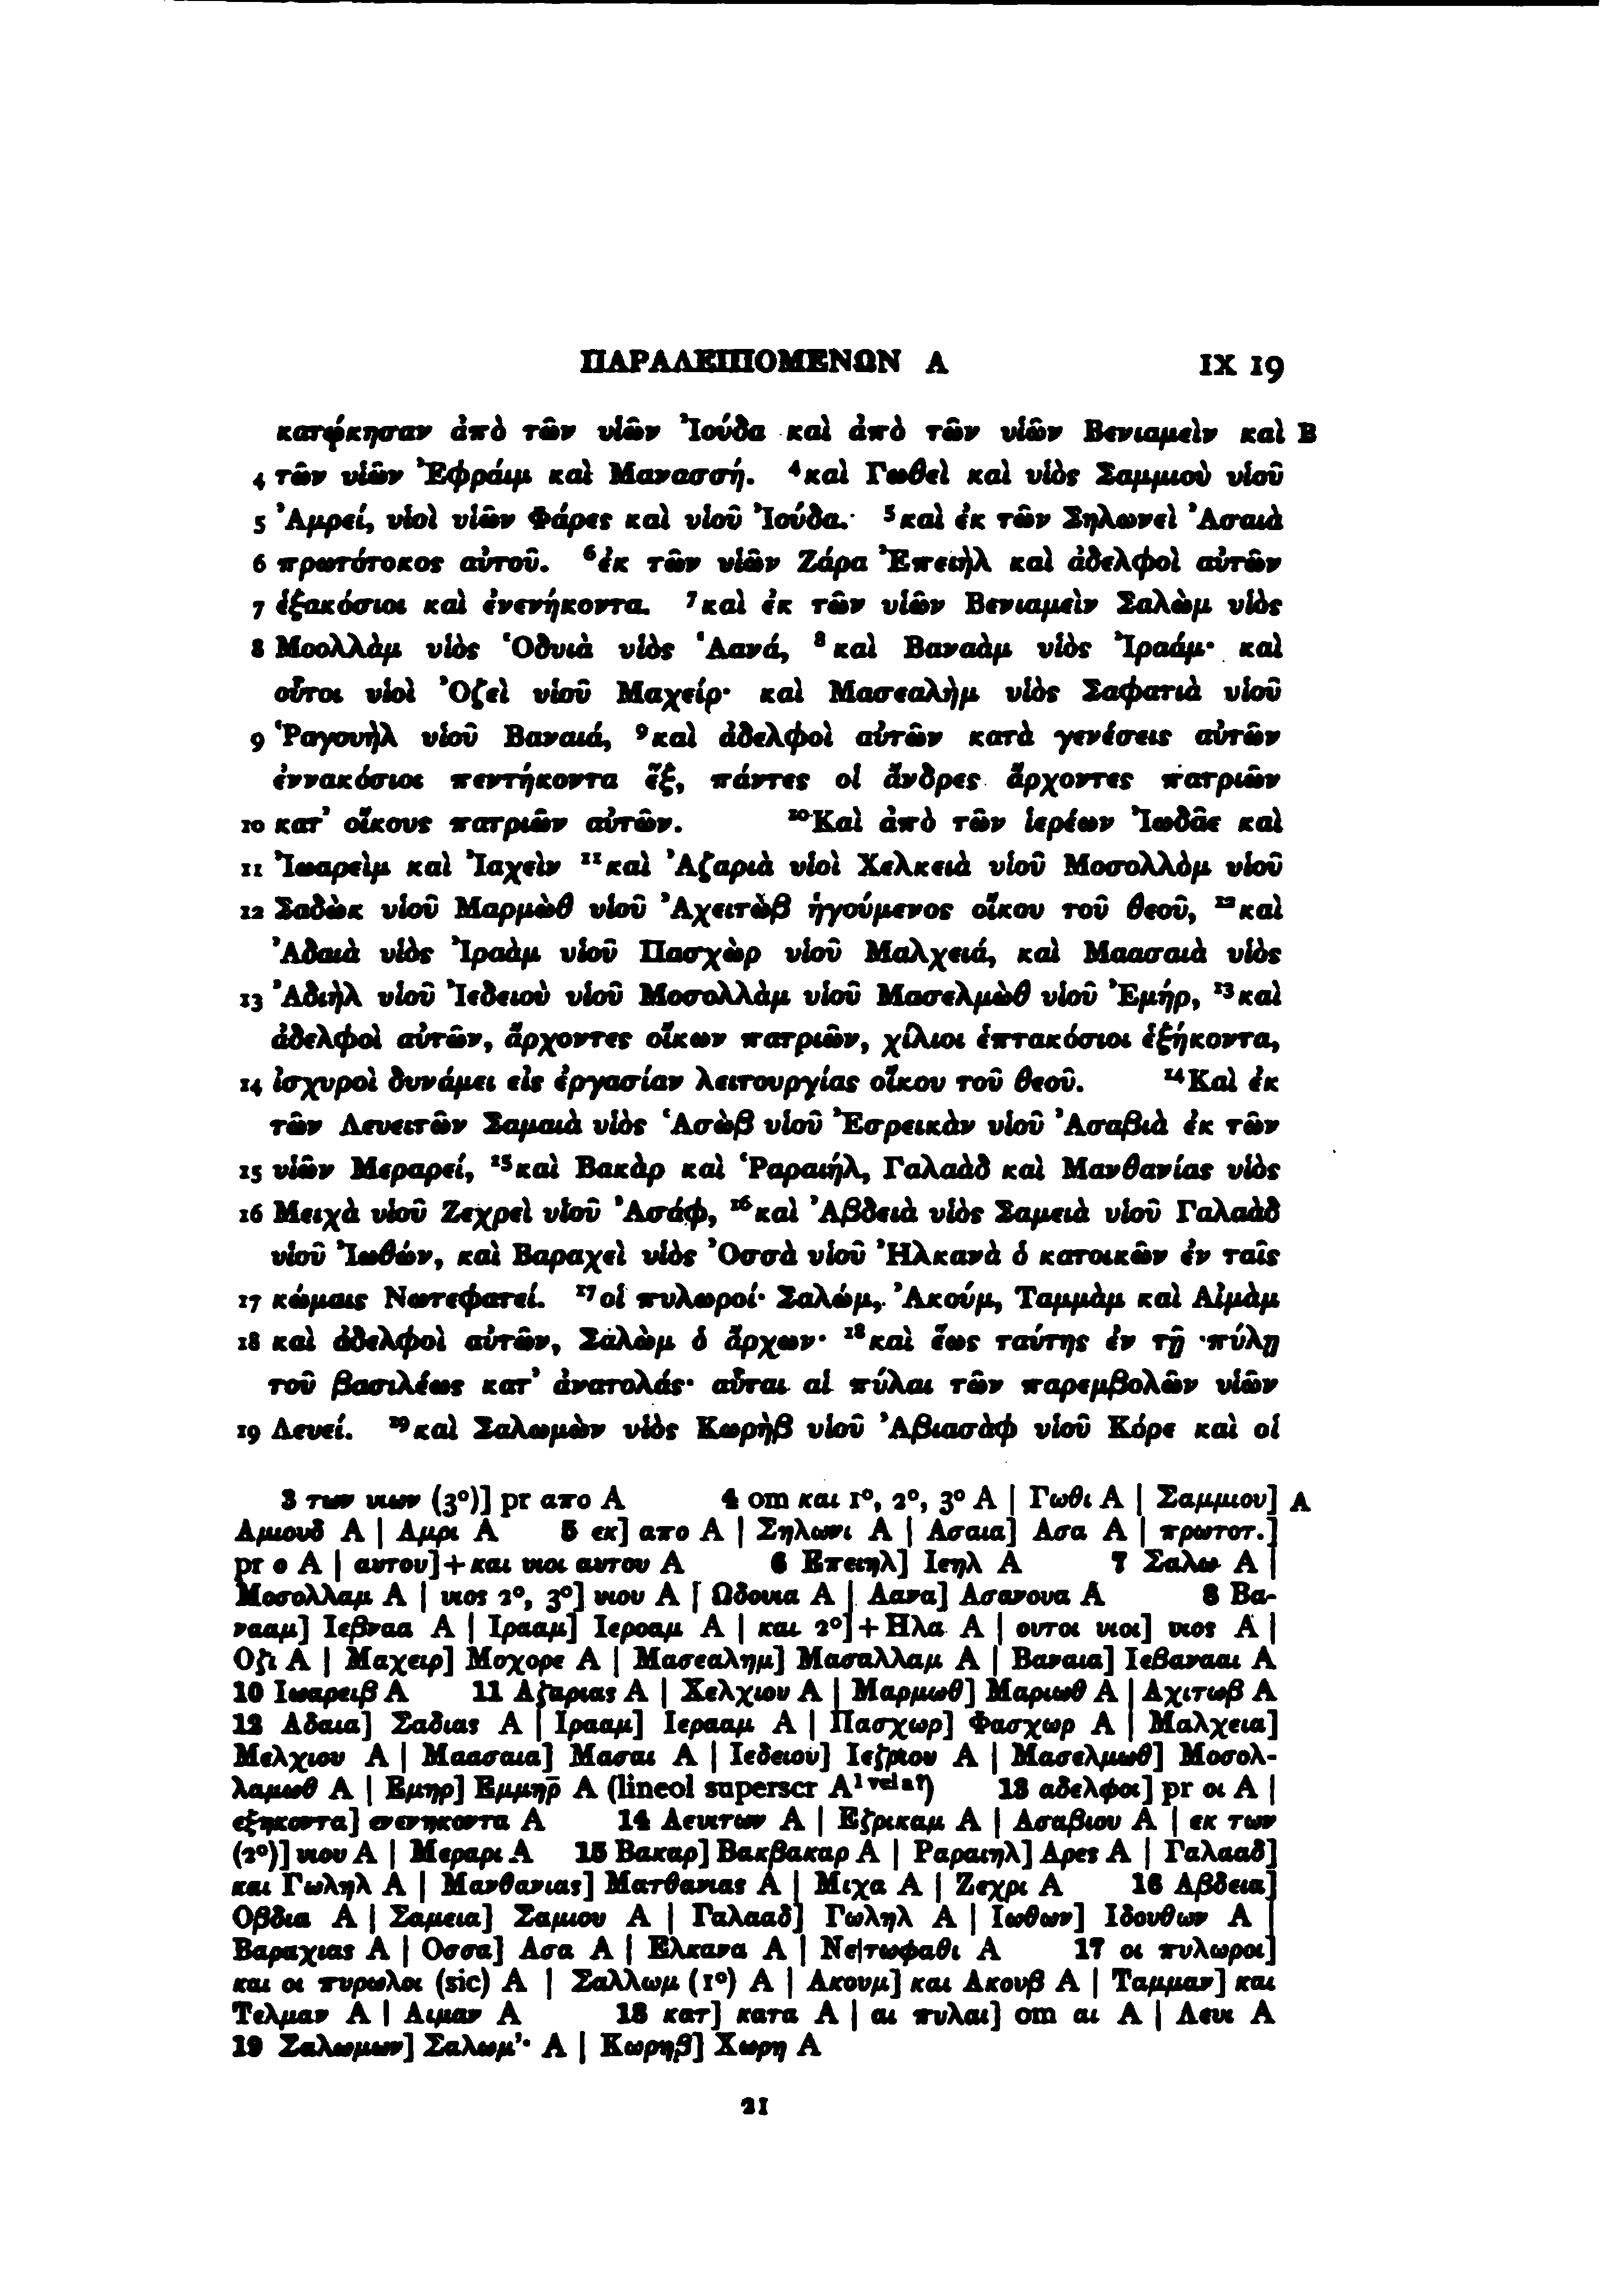 ΠΑΡΑΛΕΙΠΟΜΕΝΩΝ Α IX 19
κατῴκησαν ἀπὸ τῶν υἱῶν Ἰούδα καὶ ἀπὸ τῶν υἱῶν Βενιαμεὶν καὶ B
4 τῶν υἱῶν Ἐφράιμ καὶ Μανασσή. ⁴καὶ Γωθεὶ καὶ υἱὸς Σαμμιοὺ υἱοῦ
5 Ἀμρεί, υἱοὶ υἱῶν Φάρες καὶ υἱοῦ Ἰούδα. ⁵καὶ ἐκ τῶν Σηλωνεὶ Ἀσαιὰ
6 πρωτότοκος αὐτοῦ. ⁶ἐκ τῶν υἱῶν Ζάρα Ἐπειὴλ καὶ ἀδελφοὶ αὐτῶν
7 ἑξακόσιοι καὶ ἐνενήκοντα. ⁷καὶ ἐκ τῶν υἱῶν Βενιαμεὶν Σαλὼμ υἱὸς
8 Μοολλὰμ υἱὸς Ὁδυιὰ υἱὸς Ἁανά, ⁸καὶ Βαναὰμ υἱὸς Ἰραάμ· καὶ
οὗτοι υἱοὶ Ὀζεὶ υἱοῦ Μαχείρ· καὶ Μασεαλὴμ υἱὸς Σαφατιὰ υἱοῦ
9 Ῥαγουὴλ υἱοῦ Βαναιά, ⁹καὶ ἀδελφοὶ αὐτῶν κατὰ γενέσεις αὐτῶν
ἐννακόσιοι πεντήκοντα ἕξ, πάντες οἱ ἄνδρες ἄρχοντες πατριῶν
10 κατ’ οἴκους πατριῶν αὐτῶν. ¹⁰Καὶ ἀπὸ τῶν ἱερέων Ἰωδᾶε καὶ
11 Ἰωαρεὶμ καὶ Ἰαχεὶν ¹¹καὶ Ἀζαριὰ υἱοὶ Χελκειὰ υἱοῦ Μοσολλὸμ υἱοῦ
12 Σαδὼκ υἱοῦ Μαρμὼθ υἱοῦ Ἀχειτὼβ ἡγούμενος οἴκου τοῦ θεοῦ, ¹²καὶ
Ἀδαιὰ υἱὸς Ἰραὰμ υἱοῦ Πασχὼρ υἱοῦ Μαλχειά, καὶ Μαασαιὰ υἱὸς
13 Ἀδιὴλ υἱοῦ Ἰεδειοὺ υἱοῦ Μοσολλὰμ υἱοῦ Μασελμὼθ υἱοῦ Ἐμήρ, ¹³καὶ
ἀδελφοὶ αὐτῶν, ἄρχοντες οἴκων πατριῶν, χίλιοι ἑπτακόσιοι ἑξήκοντα,
14 ἰσχυροὶ δυνάμει εἰς ἐργασίαν λειτουργίας οἴκου τοῦ θεοῦ. ¹⁴Καὶ ἐκ
τῶν Λευειτῶν Σαμαιὰ υἱὸς Ἁσὼβ υἱοῦ Ἐσρεικὰν υἱοῦ Ἀσαβιὰ ἐκ τῶν
15 υἱῶν Μεραρεί, ¹⁵καὶ Βακὰρ καὶ Ῥαραιήλ, Γαλαὰδ καὶ Μανθανίας υἱὸς
16 Μειχὰ υἱοῦ Ζεχρεὶ υἱοῦ Ἀσάφ, ¹⁶καὶ Ἀβδειὰ υἱὸς Σαμειὰ υἱοῦ Γαλαὰδ
υἱοῦ Ἰωθών, καὶ Βαραχεὶ υἱὸς Ὀσσὰ υἱοῦ Ἠλκανὰ ὁ κατοικῶν ἐν ταῖς
17 κώμαις Νωτεφατεί. ¹⁷οἱ πυλωροί· Σαλώμ, Ἀκούμ, Ταμμὰμ καὶ Αἱμὰμ
18 καὶ ἀδελφοὶ αὐτῶν, Σαλὼμ ὁ ἄρχων· ¹⁸καὶ ἕως ταύτης ἐν τῇ πύλῃ
τοῦ βασιλέως κατ’ ἀνατολάς· αὗται αἱ πύλαι τῶν παρεμβολῶν υἱῶν
19 Λευεί. ¹⁹καὶ Σαλωμὼν υἱὸς Κωρὴβ υἱοῦ Ἀβιασὰφ υἱοῦ Κόρε καὶ οἱ
3 των υιων (3°)] pr απο A 4 om και 1°, 2°, 3° A | Γωθι A | Σαμμιου] A
Αμιουδ A | Αμρι A 5 εκ] απο A | Σηλωνι A | Ασαια] Ασα A | πρωτοτ.]
pr ο A | αυτου]+και υιοι αυτου A 6 Επειηλ] Ιεηλ A 7 Σαλω A |
Μοσολλαμ A | υιος 2°, 3°] υιου A | Ωδουια A | Αανα] Ασανουα A 8 Βα-
νααμ] Ιεβναα A | Ιρααμ] Ιεροαμ A | και 2°]+Ηλα A | ουτοι υιοι] υιος A |
Οζι A | Μαχειρ] Μοχορε A | Μασεαλημ] Μασαλλαμ A | Βαναια] Ιεβανααι A
10 Ιωαρειβ A 11 Αζαριας A | Χελχιου A | Μαρμωθ] Μαριωθ A | Αχιτωβ A
12 Αδαια] Σαδιας A | Ιρααμ] Ιερααμ A | Πασχωρ] Φασχωρ A | Μαλχεια]
Μελχιου A | Μαασαια] Μασαι A | Ιεδειου] Ιεζριου A | Μασελμωθ] Μοσολ-
λαμωθ A | Εμηρ] Εμμηρ̄ A (lineol superscr A¹ ᵛᵉˡ ᵃ?) 13 αδελφοι] pr οι A |
εξηκοντα] ενενηκοντα A 14 Λευιτων A | Εζρικαμ A | Ασαβιου A | εκ των
(2°)] υιου A | Μεραρι A 15 Βακαρ] Βακβακαρ A | Ραραιηλ] Αρες A | Γαλααδ]
και Γωληλ A | Μανθανιας] Ματθανιας A | Μιχα A | Ζεχρι A 16 Αβδεια]
Οβδια A | Σαμεια] Σαμιου A | Γαλααδ] Γωληλ A | Ιωθων] Ιδουθων A |
Βαραχιας A | Οσσα] Ασα A | Ελκανα A | Νε|τωφαθι A 17 οι πυλωροι]
και οι πυρωλοι (sic) A | Σαλλωμ (1°) A | Ακουμ] και Ακουβ A | Ταμμαν] και
Τελμαν A | Αιμαν A 18 κατ] κατα A | αι πυλαι] om αι A | Λευι A
19 Σαλωμων] Σαλωμ’· A | Κωρηβ] Χωρη A
21